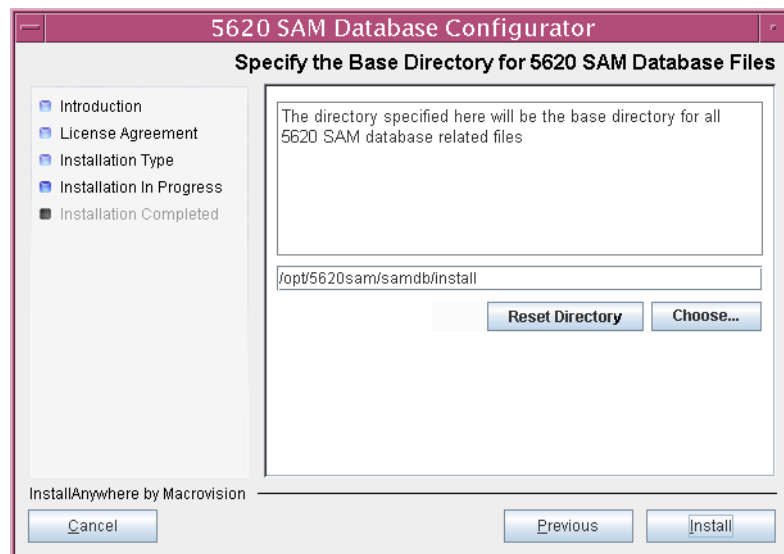 5620 SAM Database Configurator
Specify the Base Directory for 5620 SAM Database Files
Introduction
License Agreement
Installation Type
Installation In Progress
Installation Completed
The directory specified here will be the base directory for all
5620 SAM database related files
/opt/5620sam/samdb/install
Reset Directory
Choose...
InstallAnywhere by Macrovision
Cancel
Previous
Install